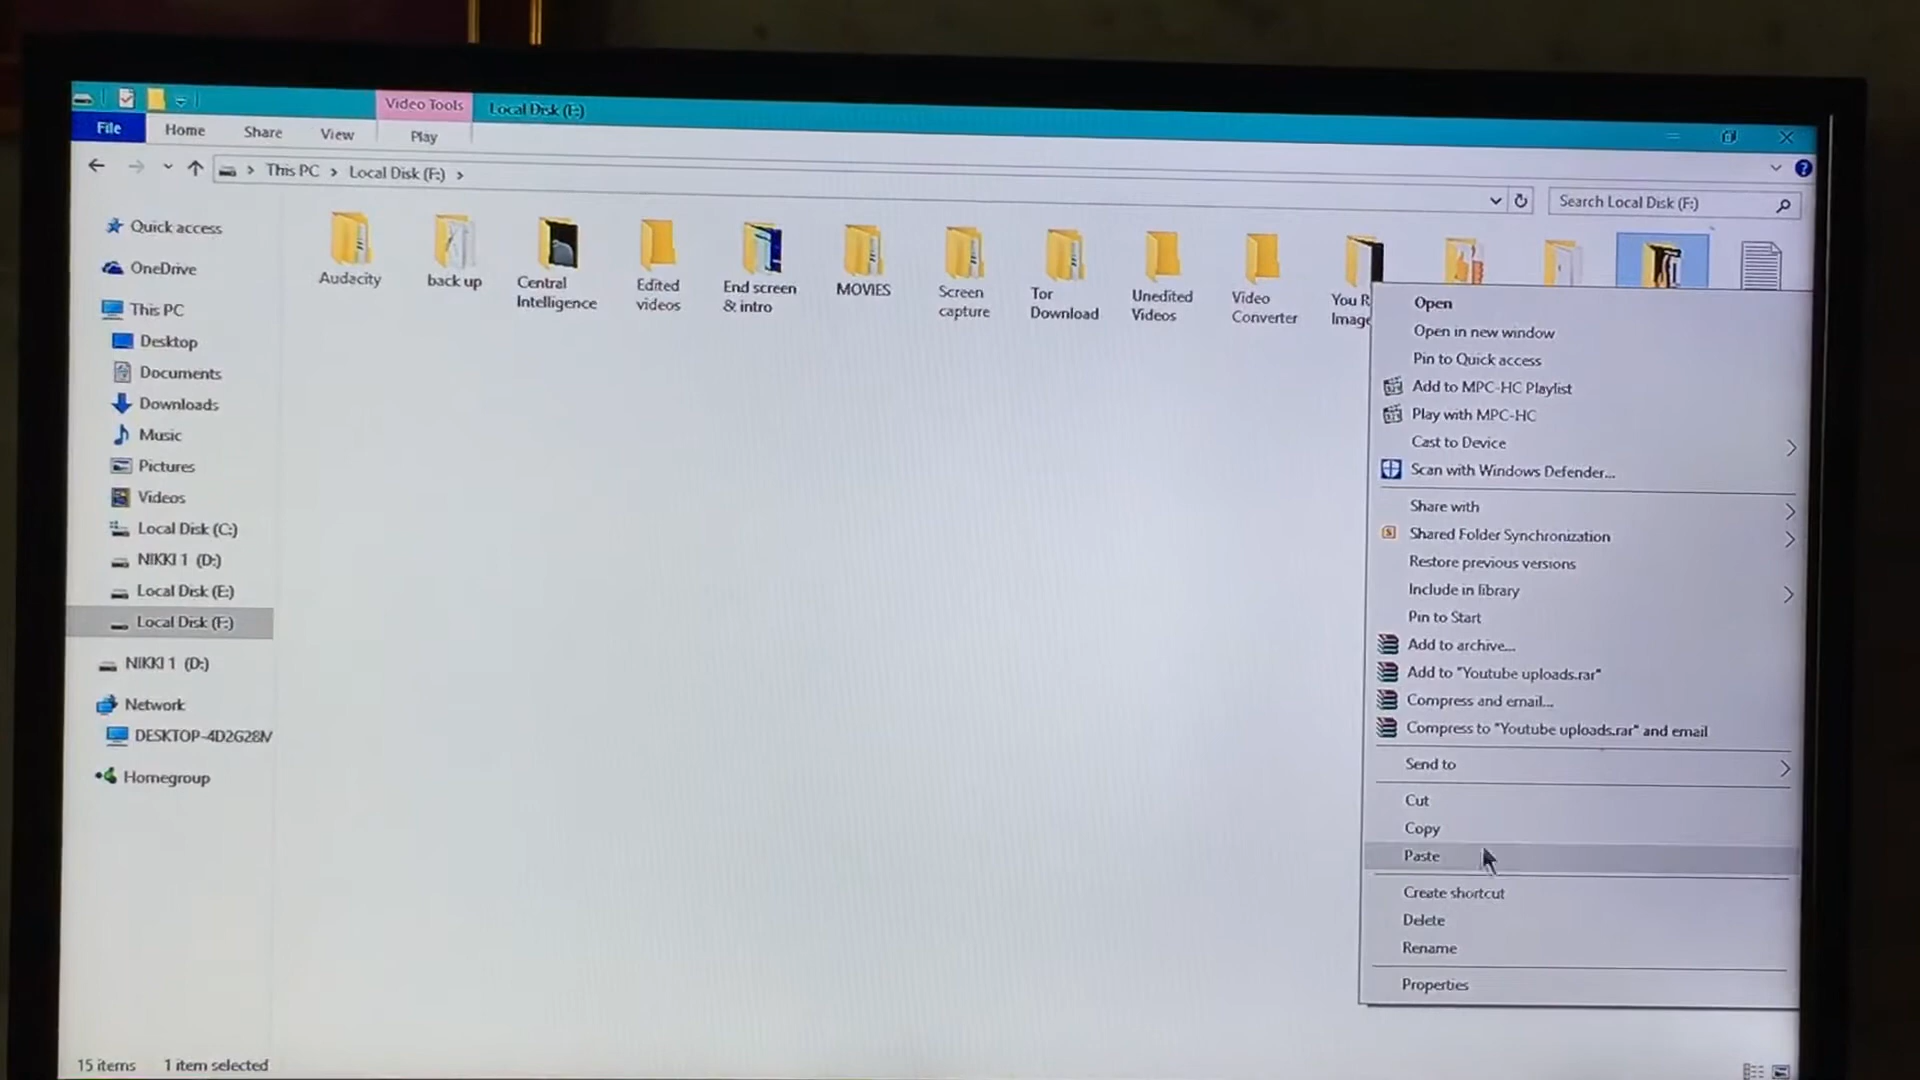 Video Tools
Local Disk (F:)
File
Home
Share
View
Play
This PC
Local Disk (F:)
Search Local Disk (F:)
Quick access
OneDrive
This PC
Desktop
Documents
Downloads
Music
Pictures
Videos
Local Disk (C:)
NIKKI 1 (D:)
Local Disk (E:)
Local Disk (F:)
NIKKI 1 (D:)
Network
DESKTOP-4D2G28M
Homegroup
Audacity
back up
Central
Intelligence
Edited
videos
End screen
& intro
MOVIES
Screen
capture
Tor
Download
Unedited
Videos
Video
Converter
You R
Image
Open
Open in new window
Pin to Quick access
Add to MPC-HC Playlist
Play with MPC-HC
Cast to Device
Scan with Windows Defender...
Share with
Shared Folder Synchronization
Restore previous versions
Include in library
Pin to Start
Add to archive...
Add to "Youtube uploads.rar"
Compress and email...
Compress to "Youtube uploads.rar" and email
Send to
Cut
Copy
Paste
Create shortcut
Delete
Rename
Properties
15 items
1 item selected